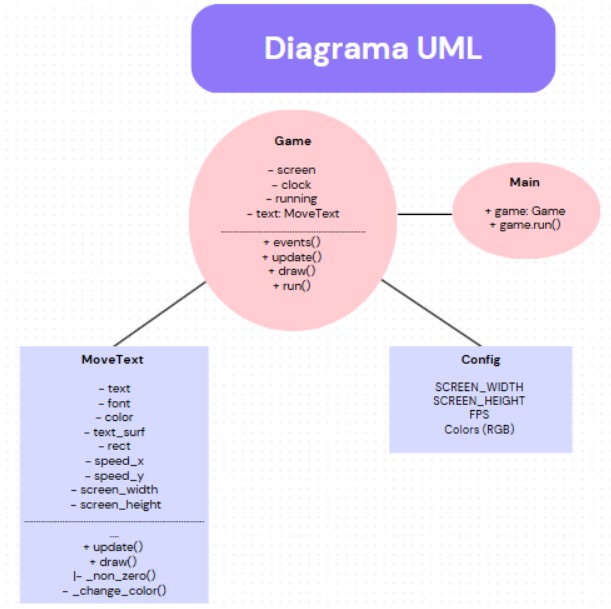 Diagrama UML
Game
- screen
- clock
- running
- text: MoveText
+ events()
+ update()
+ draw()
+ run()
Main
+ game: Game
+ game.run()
MoveText
- text
- font
- color
- text_surf
- rect
- speed_x
- speed_y
- screen_width
- screen_height
....
+ update()
+ draw()
|- _non_zero()
- _change_color()
Config
SCREEN_WIDTH
SCREEN_HEIGHT
FPS
Colors (RGB)